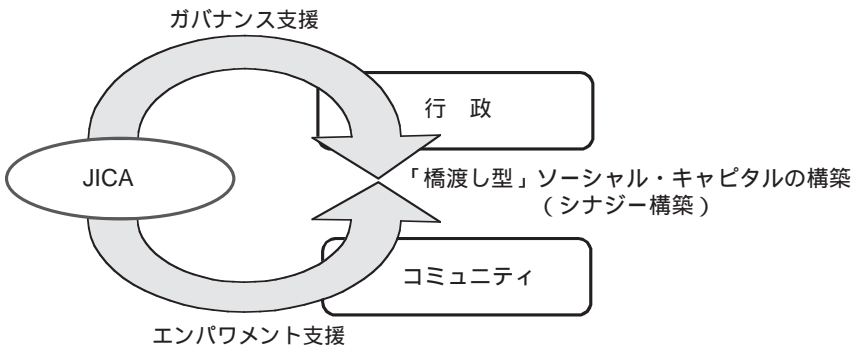 ガバナンス支援
行　政
JICA
「橋渡し型」ソーシャル・キャピタルの構築
（シナジー構築）
コミュニティ
エンパワメント支援